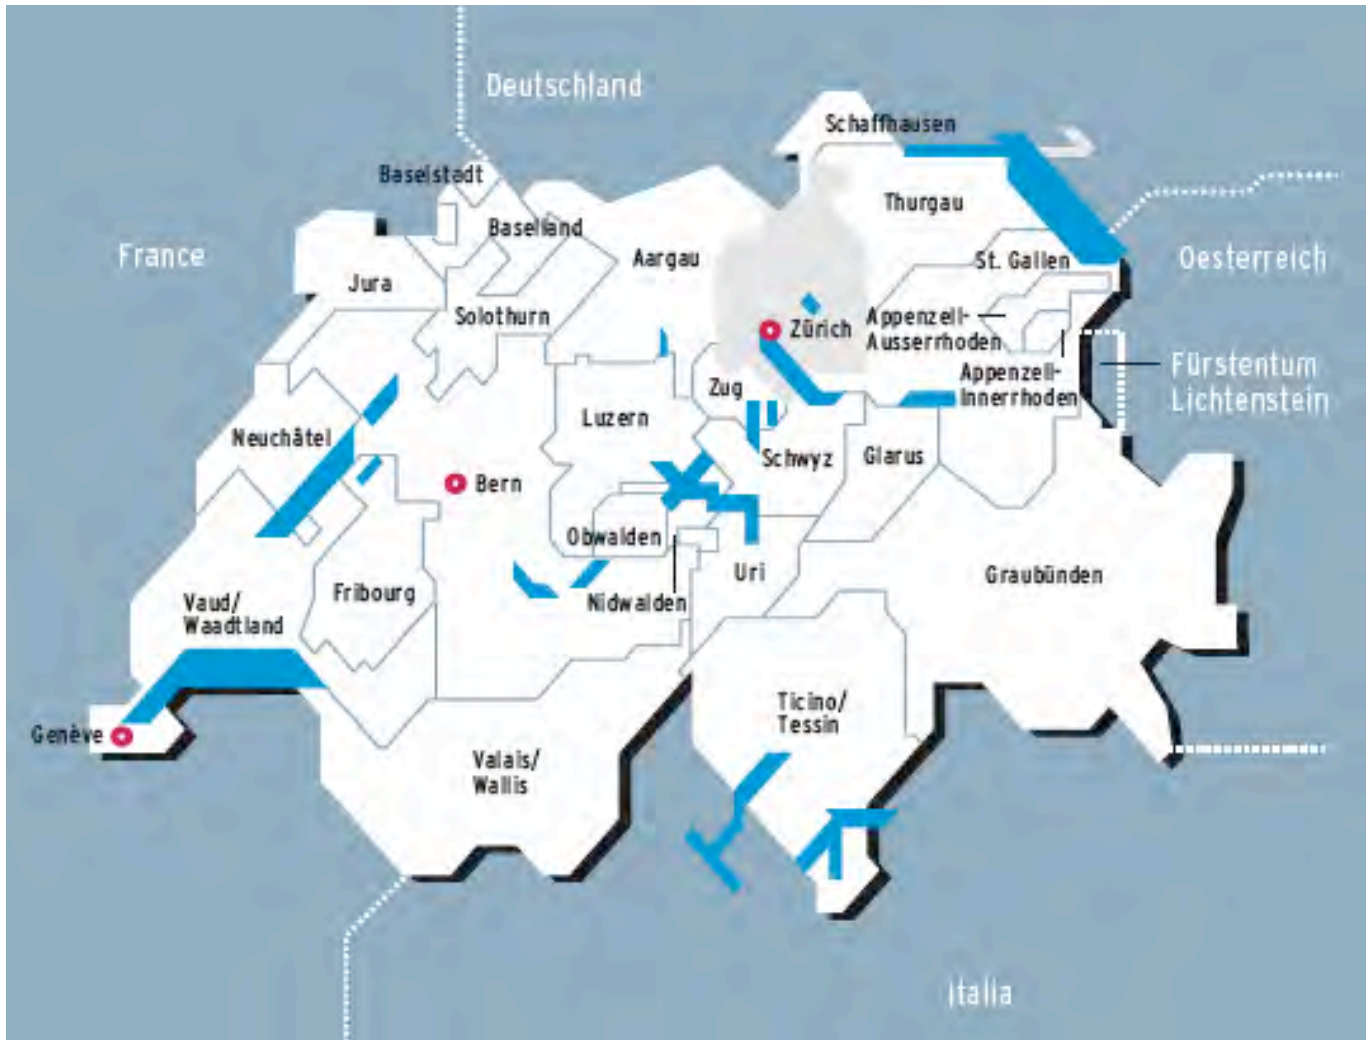 Deutschland
Schaffhausen
Baselstadt
Thurgau
Baselland
France
Aargau
St. Gallen
Oesterreich
Jura
Solothurn
Zürich
Appenzell-
Ausserrhoden
Appenzell-
Innerrhoden
Fürstentum
Lichtenstein
Zug
Luzern
Neuchâtel
Schwyz
Glarus
Bern
Obwalden
Uri
Graubünden
Fribourg
Nidwalden
Vaud/
Waadtland
Ticino/
Tessin
Genève
Valais/
Wallis
Italia